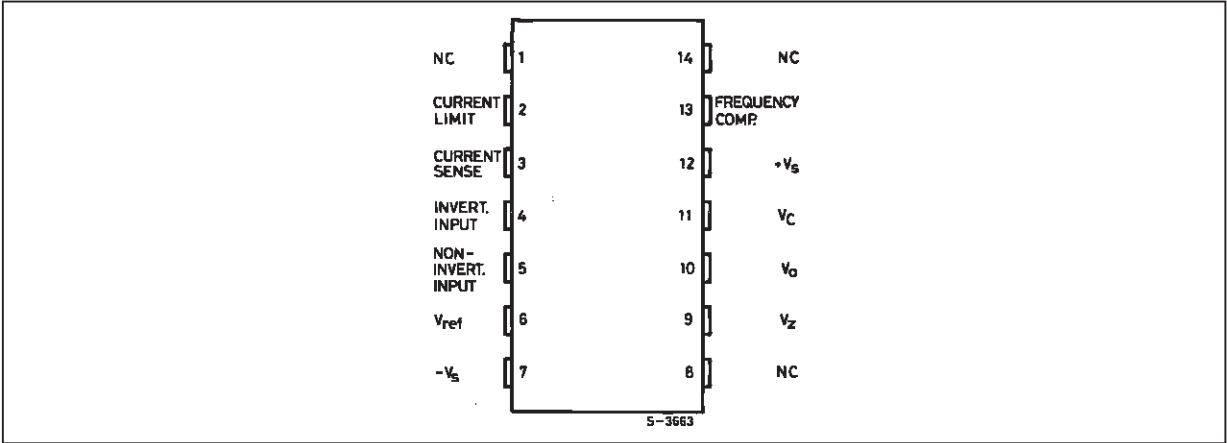 NC 1 14 NC
CURRENT LIMIT 2 13 FREQUENCY COMP.
CURRENT SENSE 3 12 +Vs
INVERT. INPUT 4 11 VC
NON-INVERT. INPUT 5 10 Vo
Vref 6 9 Vz
-Vs 7 8 NC
S-3663